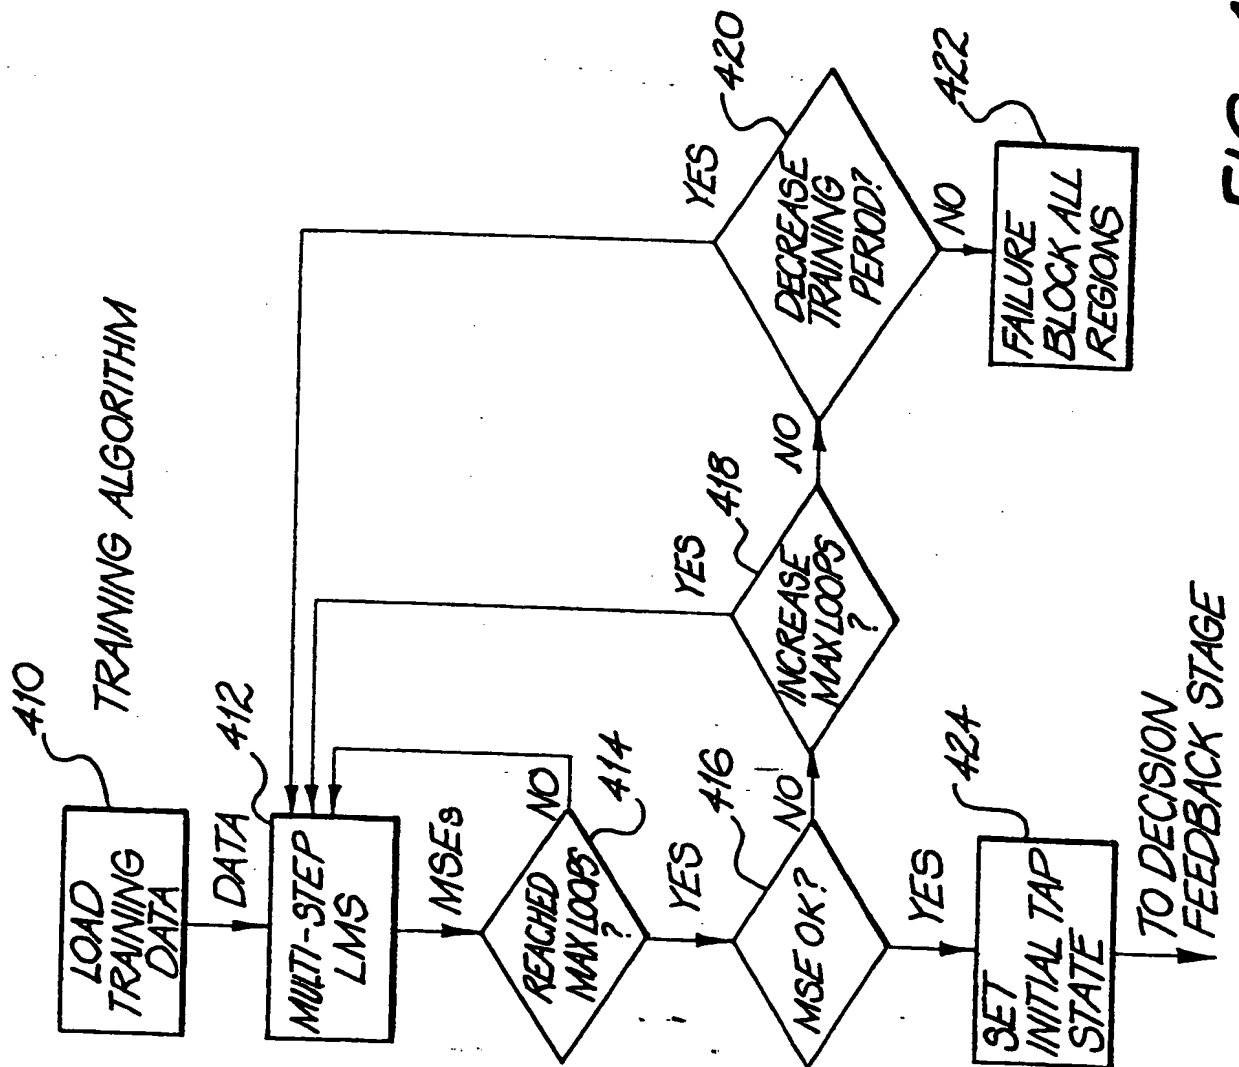 TRAINING ALGORITHM
410
LOAD
TRAINING
DATA
DATA
412
MULTI-STEP
LMS
MSEs
NO
414
REACHED
MAX LOOPS
?
YES
416
MSE OK?
NO
YES
418
INCREASE
MAX LOOPS
?
YES
NO
420
DECREASE
TRAINING
PERIOD?
YES
NO
422
FAILURE
BLOCK ALL
REGIONS
424
SET
INITIAL TAP
STATE
TO DECISION
FEEDBACK STAGE
FIG.